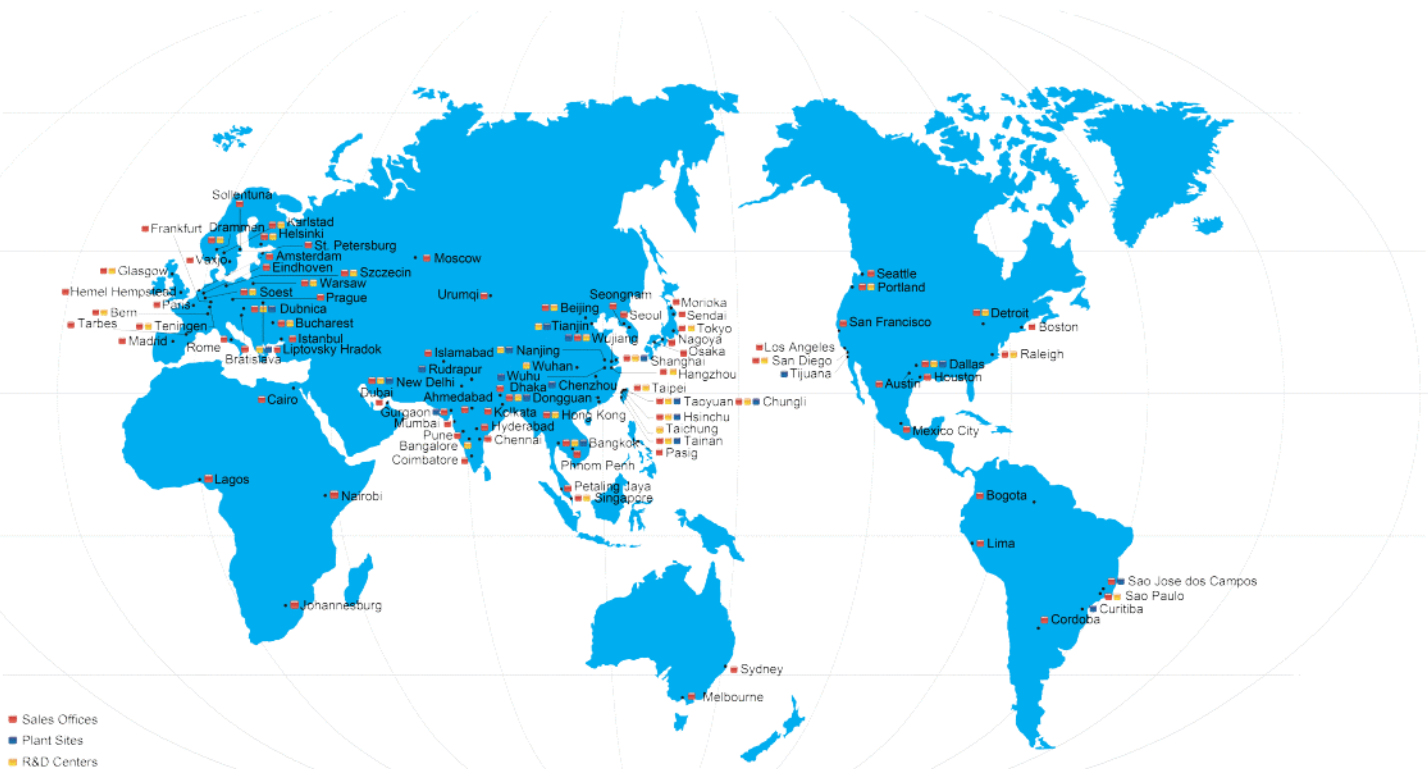 Sollentuna
Frankfurt
Drammen
Karlstad
Helsinki
St. Petersburg
Vaxjo
Amsterdam
Moscow
Eindhoven
Glasgow
Szczecin
Warsaw
Hemel Hempstead
Soest
Prague
Paris
Bern
Dubnica
Tarbes
Teningen
Bucharest
Madrid
Rome
Istanbul
Bratislava
Liptovsky Hradok
Urumqi
Seongnam
Beijing
Seoul
Morioka
Sendai
Tianjin
Tokyo
Wujiang
Nagoya
Osaka
Islamabad
Nanjing
Shanghai
Rudrapur
Wuhan
Hangzhou
Wuhu
New Delhi
Dhaka
Chenzhou
Taipei
Dubai
Ahmedabad
Dongguan
Taoyuan
Chungli
Cairo
Gurgaon
Kolkata
Hong Kong
Hsinchu
Mumbai
Hyderabad
Taichung
Pune
Chennai
Bangkok
Tainan
Bangalore
Pasig
Coimbatore
Phnom Penh
Lagos
Petaling Jaya
Nairobi
Singapore
Johannesburg
Sydney
Melbourne
Seattle
Portland
Detroit
San Francisco
Boston
Los Angeles
Raleigh
San Diego
Dallas
Tijuana
Houston
Austin
Mexico City
Bogota
Lima
Sao Jose dos Campos
Sao Paulo
Curitiba
Cordoba
Sales Offices
Plant Sites
R&D Centers